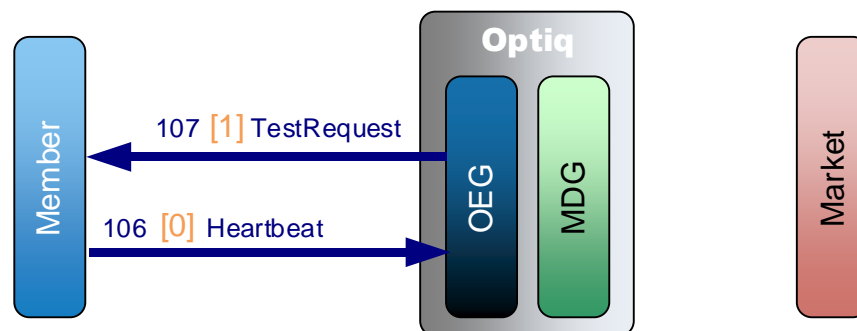 Optiq
Member
107 [1] TestRequest
106 [0] Heartbeat
OEG
MDG
Market